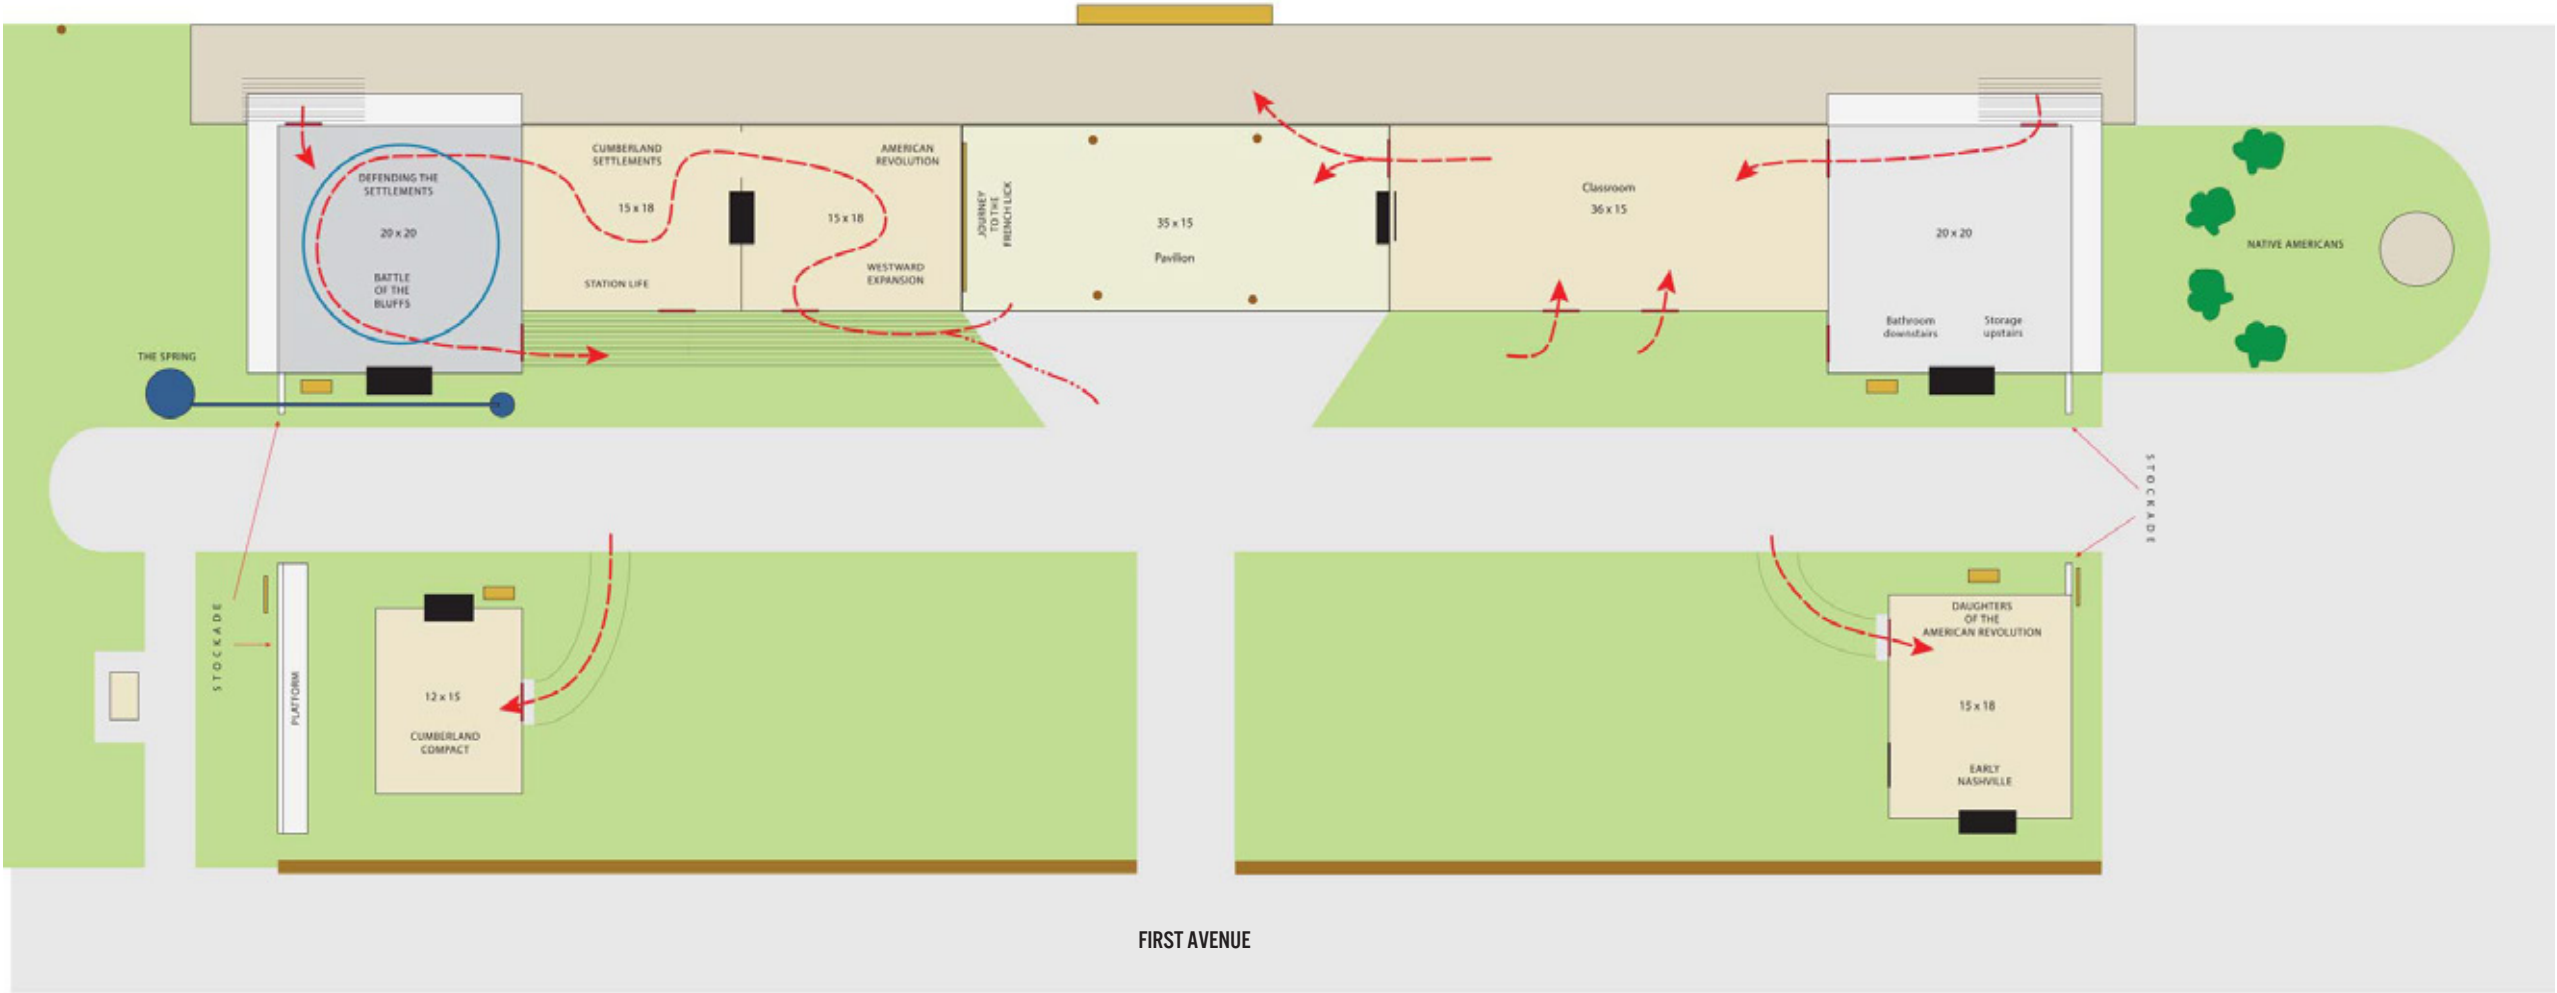 DEFENDING THE
SETTLEMENTS
20 x 20
BATTLE
OF THE
BLUFFS
CUMBERLAND
SETTLEMENTS
15 x 18
STATION LIFE
AMERICAN
REVOLUTION
15 x 18
WESTWARD
EXPANSION
JOURNEY
TO THE
FRENCH LICK
35 x 15
Pavilion
Classroom
36 x 15
20 x 20
Bathroom
downstairs
Storage
upstairs
NATIVE AMERICANS
THE SPRING
STOCKADE
STOCKADE
PLATFORM
12 x 15
CUMBERLAND
COMPACT
DAUGHTERS
OF THE
AMERICAN REVOLUTION
15 x 18
EARLY
NASHVILLE
FIRST AVENUE